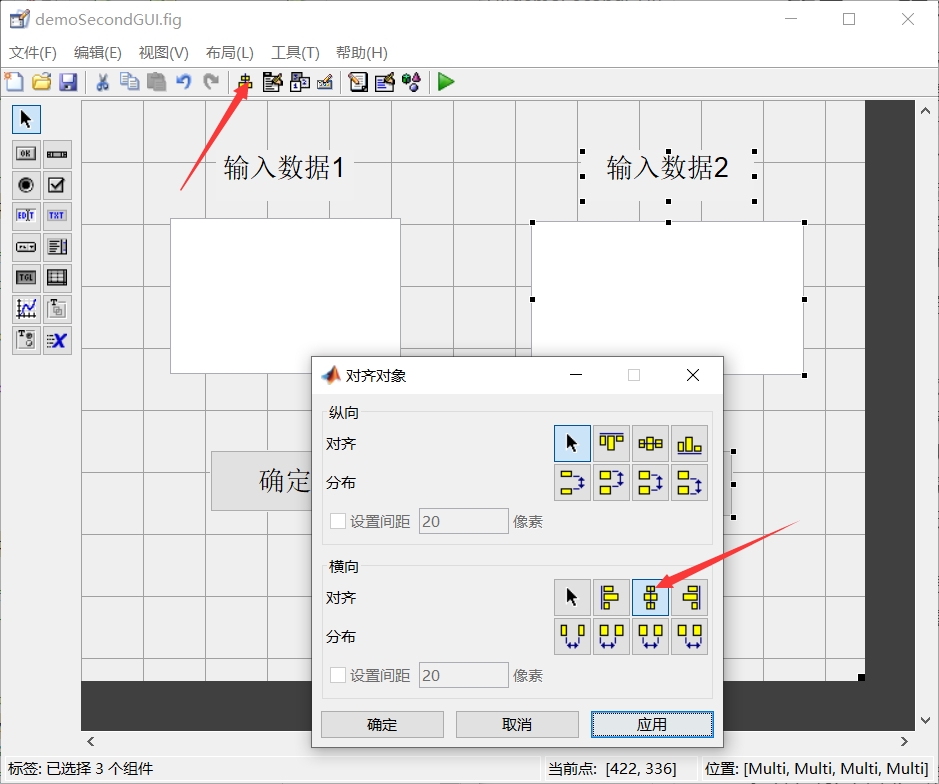 demoSecondGUI.fig
文件(F) 编辑(E) 视图(V) 布局(L) 工具(T) 帮助(H)
OK
EDIT TXT
TGL
输入数据1 输入数据2
对齐对象
纵向
对齐
确定
分布
设置间距 20 像素
横向
对齐
分布
设置间距 20 像素
确定 取消 应用
标签: 已选择 3 个组件 当前点: [422, 336] 位置: [Multi, Multi, Multi, Multi]